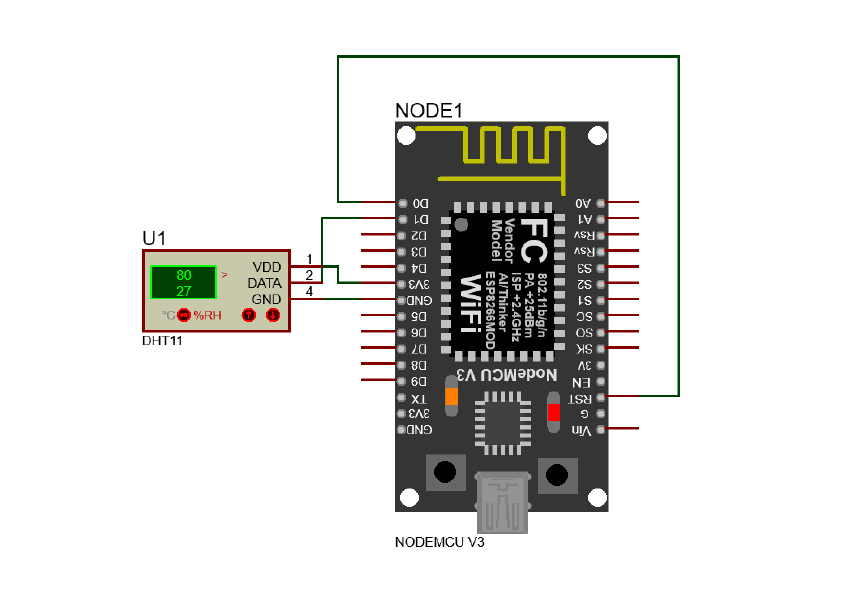 NODE1
U1
80
27
>
°C
%RH
VDD
DATA
GND
1
2
4
DHT11
D0
D1
D2
D3
D4
3V3
GND
D5
D6
D7
D8
D9
TX
3V3
GND
FC
Vendor
Model
802.11b/g/n
PA +25dBm
ISP +2.4GHz
AI/Thinker
ESP8266MOD
WiFi
NodeMCU V3
A0
A1
Rsv
Rsv
S3
S2
S1
SC
SO
SK
3V
EN
RST
G
Vin
NODEMCU V3